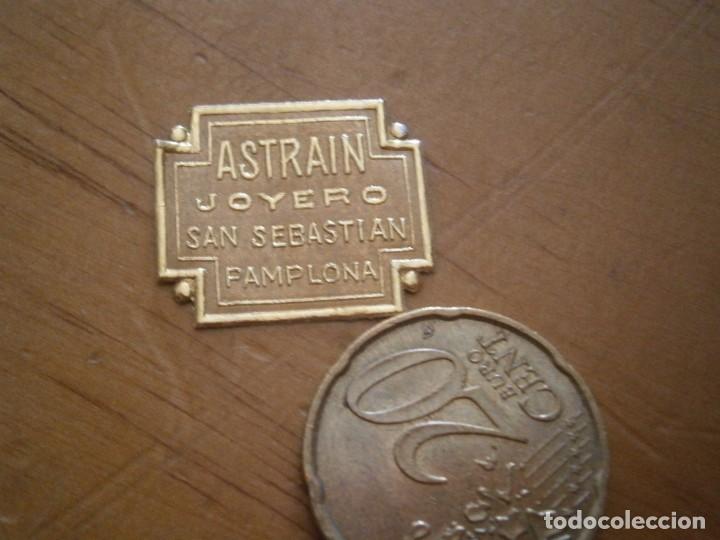 ASTRAIN
JOYERO
SAN SEBASTIAN
PAMPLONA
20
EURO
CENT
todocoleccion